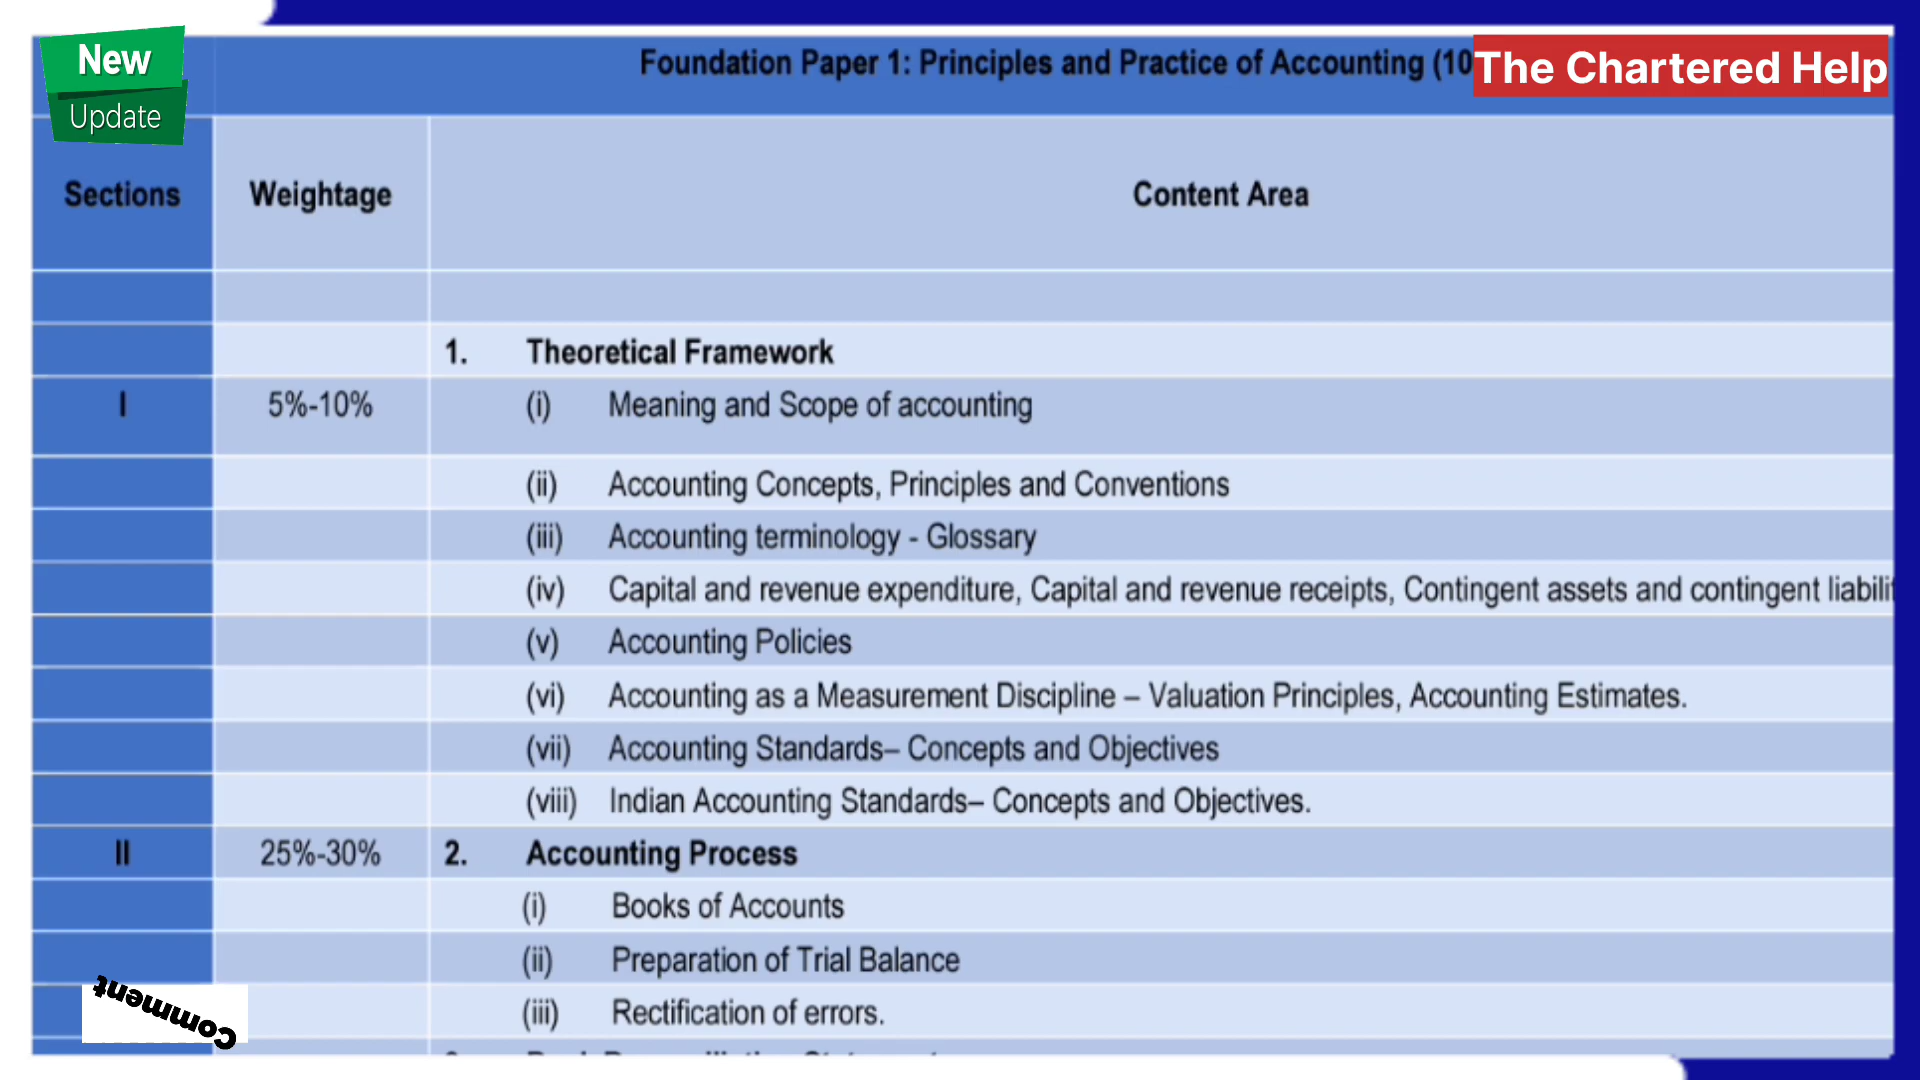 New
Update
Foundation Paper 1: Principles and Practice of Accounting (10
The Chartered Help
Sections Weightage Content Area
1. Theoretical Framework
I 5%-10% (i) Meaning and Scope of accounting
(ii) Accounting Concepts, Principles and Conventions
(iii) Accounting terminology - Glossary
(iv) Capital and revenue expenditure, Capital and revenue receipts, Contingent assets and contingent
(v) Accounting Policies
(vi) Accounting as a Measurement Discipline – Valuation Principles, Accounting Estimates.
(vii) Accounting Standards– Concepts and Objectives
(viii) Indian Accounting Standards– Concepts and Objectives.
II 25%-30% 2. Accounting Process
(i) Books of Accounts
(ii) Preparation of Trial Balance
(iii) Rectification of errors.
Comment